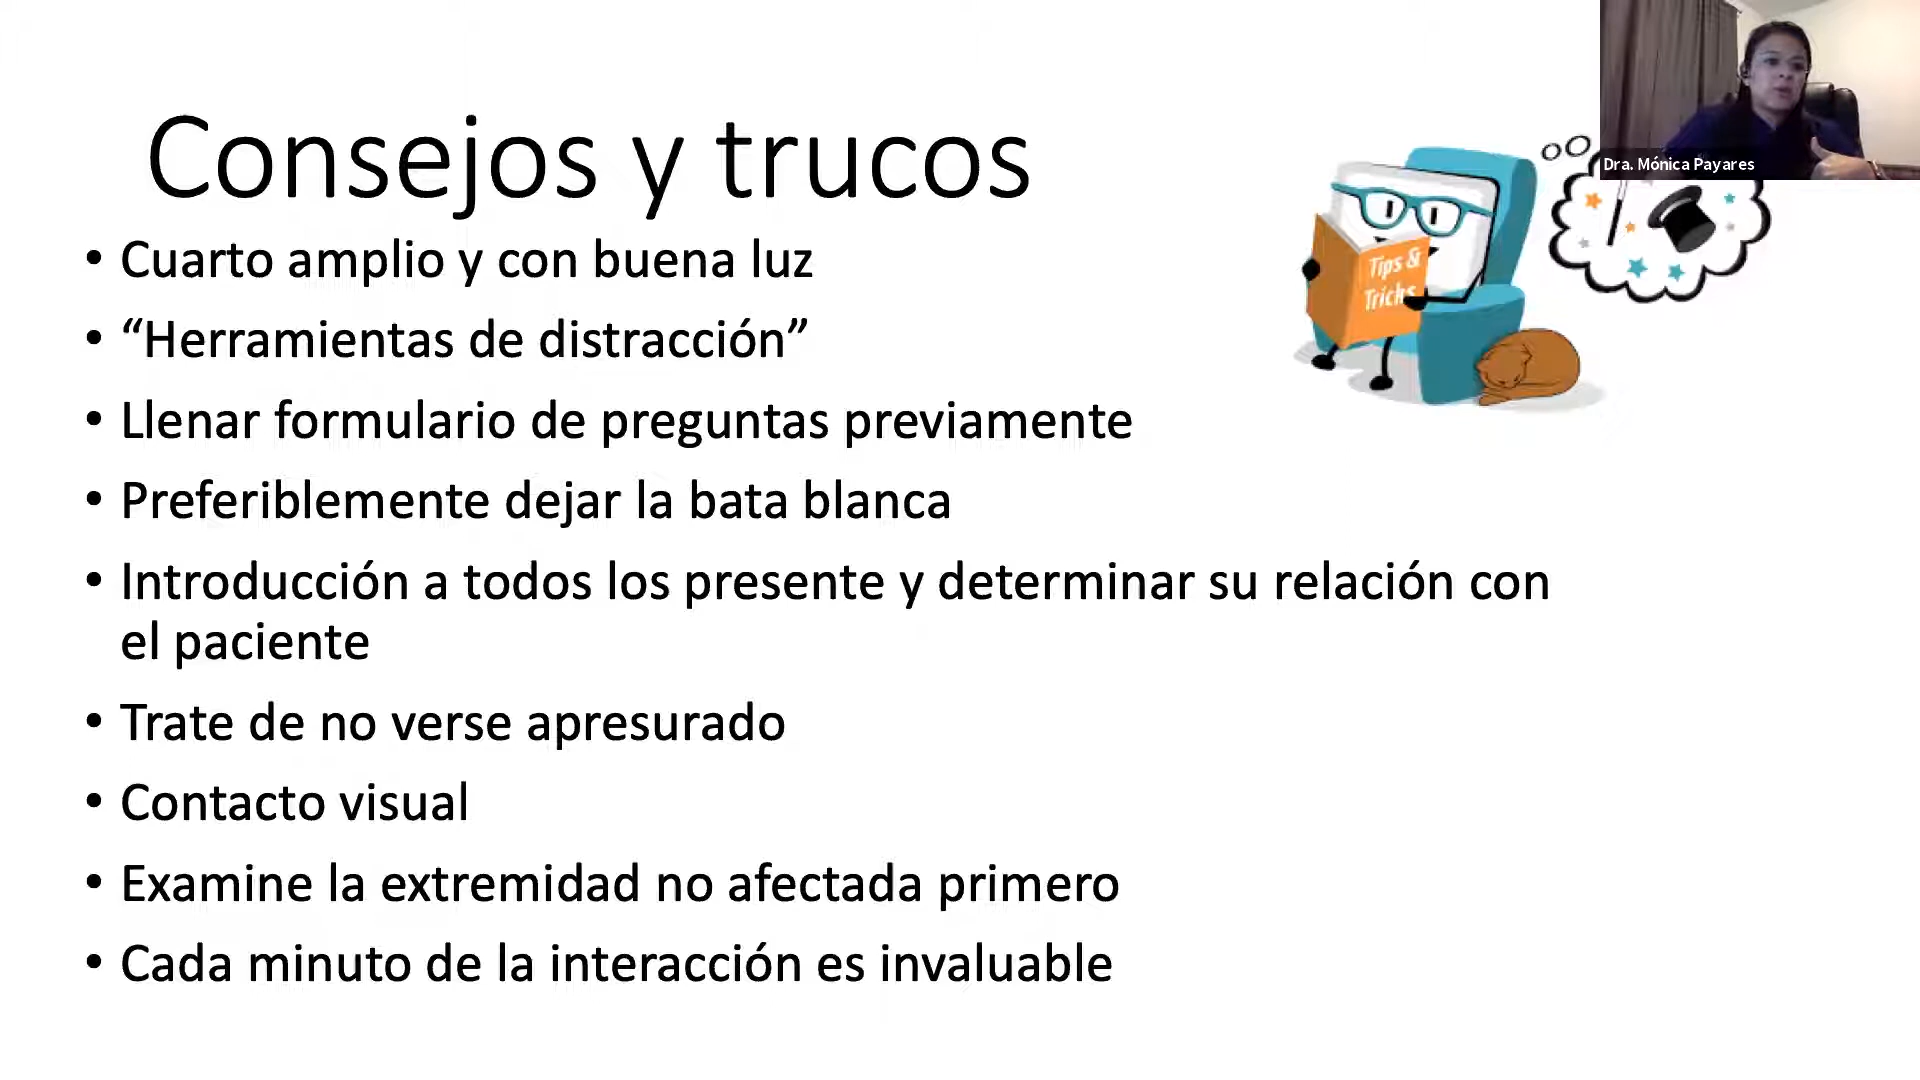 Consejos y trucos
• Cuarto amplio y con buena luz
• “Herramientas de distracción”
• Llenar formulario de preguntas previamente
• Preferiblemente dejar la bata blanca
• Introducción a todos los presente y determinar su relación con
el paciente
• Trate de no verse apresurado
• Contacto visual
• Examine la extremidad no afectada primero
• Cada minuto de la interacción es invaluable
Tips &
Tricks
Dra. Mónica Payares